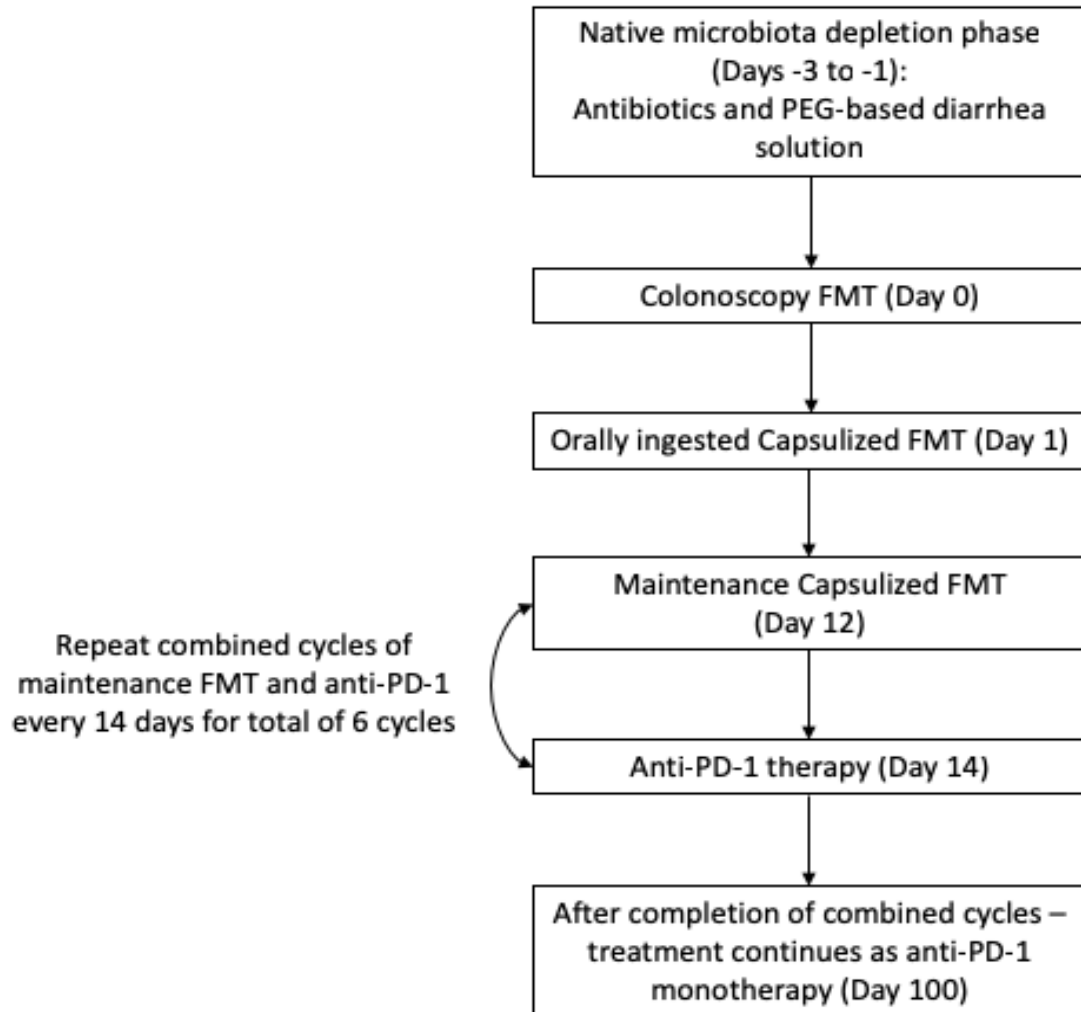 Native microbiota depletion phase
(Days -3 to -1):
Antibiotics and PEG-based diarrhea
solution
Colonoscopy FMT (Day 0)
Orally ingested Capsulized FMT (Day 1)
Maintenance Capsulized FMT
(Day 12)
Repeat combined cycles of
maintenance FMT and anti-PD-1
every 14 days for total of 6 cycles
Anti-PD-1 therapy (Day 14)
After completion of combined cycles –
treatment continues as anti-PD-1
monotherapy (Day 100)